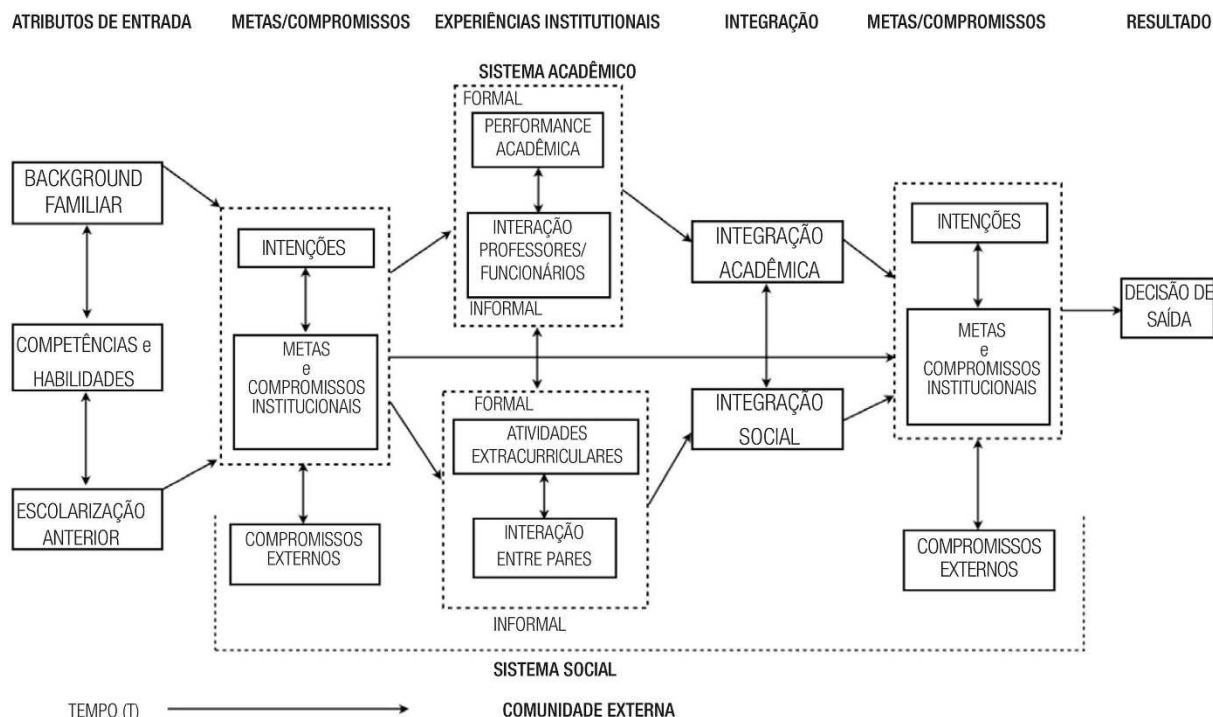 ATRIBUTOS DE ENTRADA
METAS/COMPROMISSOS
EXPERIÊNCIAS INSTITUTIONAIS
INTEGRAÇÃO
METAS/COMPROMISSOS
RESULTADO
SISTEMA ACADÊMICO
FORMAL
PERFORMANCE
ACADÊMICA
INTERAÇÃO
PROFESSORES/
FUNCIONÁRIOS
INFORMAL
BACKGROUND
FAMILIAR
COMPETÊNCIAS e
HABILIDADES
ESCOLARIZAÇÃO
ANTERIOR
INTENÇÕES
METAS
e
COMPROMISSOS
INSTITUCIONAIS
COMPROMISSOS
EXTERNOS
FORMAL
ATIVIDADES
EXTRACURRICULARES
INTERAÇÃO
ENTRE PARES
INFORMAL
INTEGRAÇÃO
ACADÊMICA
INTEGRAÇÃO
SOCIAL
INTENÇÕES
METAS
e
COMPROMISSOS
INSTITUCIONAIS
COMPROMISSOS
EXTERNOS
DECISÃO DE
SAÍDA
SISTEMA SOCIAL
TEMPO (T)
COMUNIDADE EXTERNA